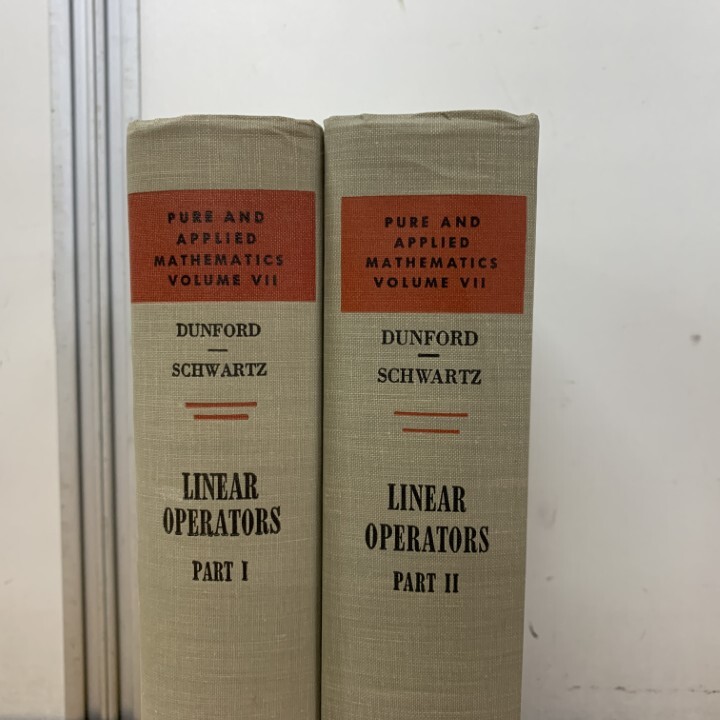 PURE AND
APPLIED
MATHEMATICS
VOLUME VII
DUNFORD
SCHWARTZ
LINEAR
OPERATORS
PART I
PURE AND
APPLIED
MATHEMATICS
VOLUME VII
DUNFORD
SCHWARTZ
LINEAR
OPERATORS
PART II